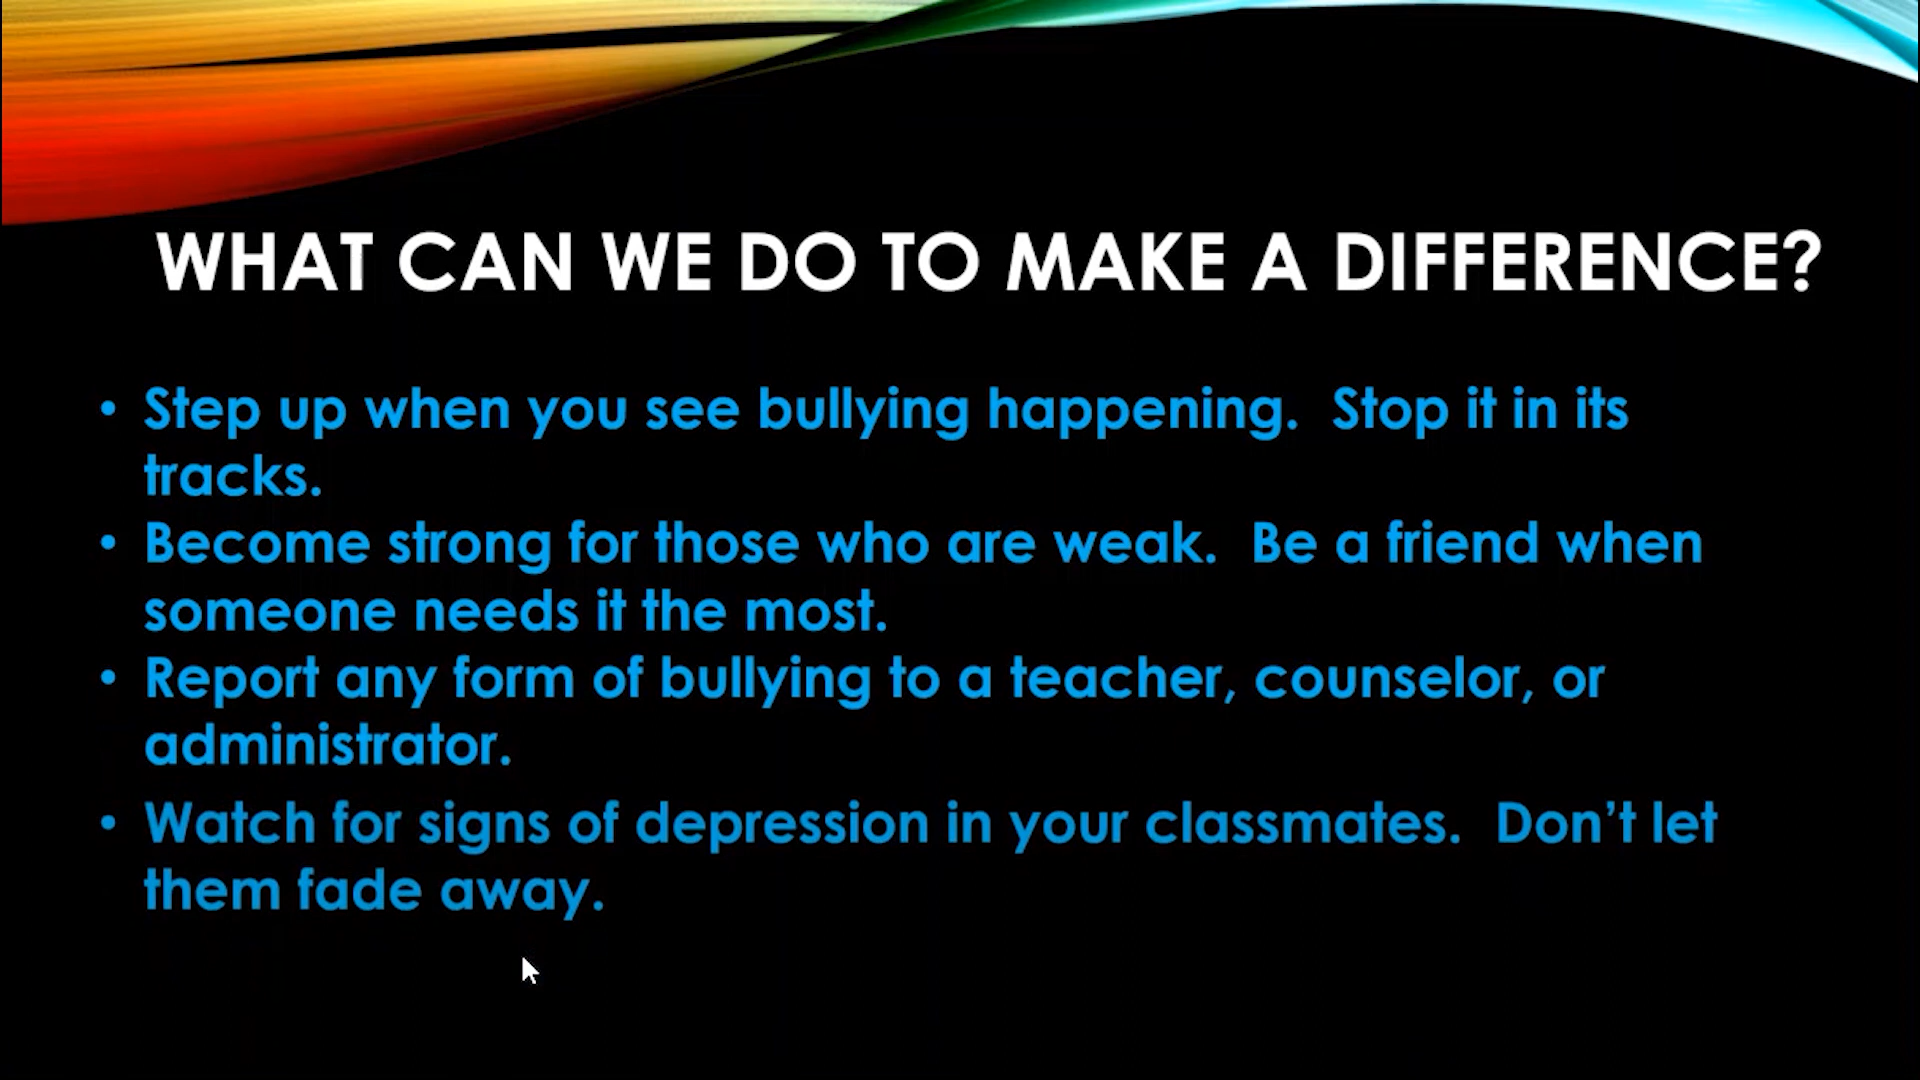 WHAT CAN WE DO TO MAKE A DIFFERENCE?
• Step up when you see bullying happening.  Stop it in its
tracks.
• Become strong for those who are weak.  Be a friend when
someone needs it the most.
• Report any form of bullying to a teacher, counselor, or
administrator.
• Watch for signs of depression in your classmates.  Don’t let
them fade away.